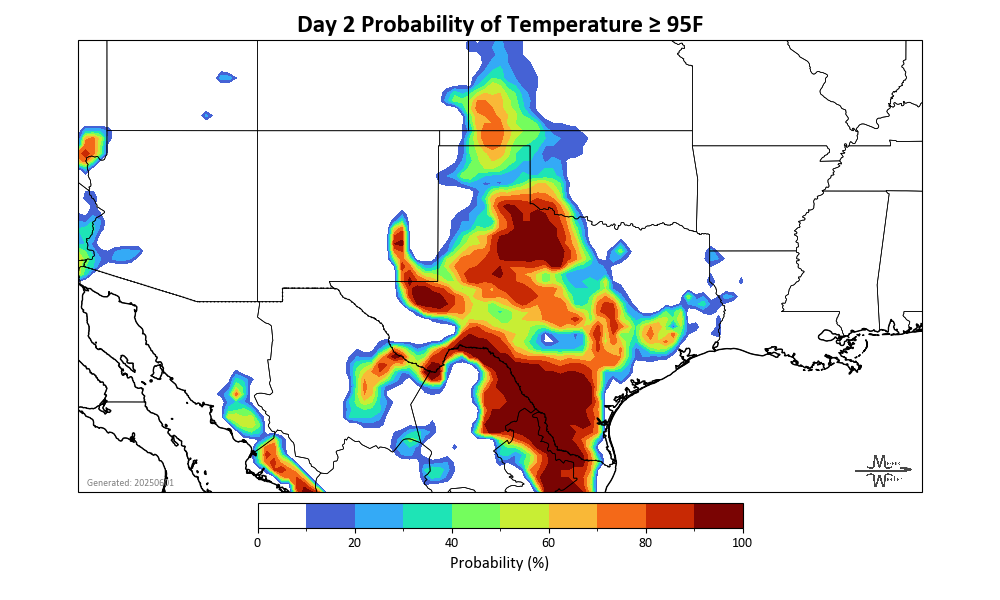 Day 2 Probability of Temperature ≥ 95F
Generated: 20250601
0 20 40 60 80 100
Probability (%)